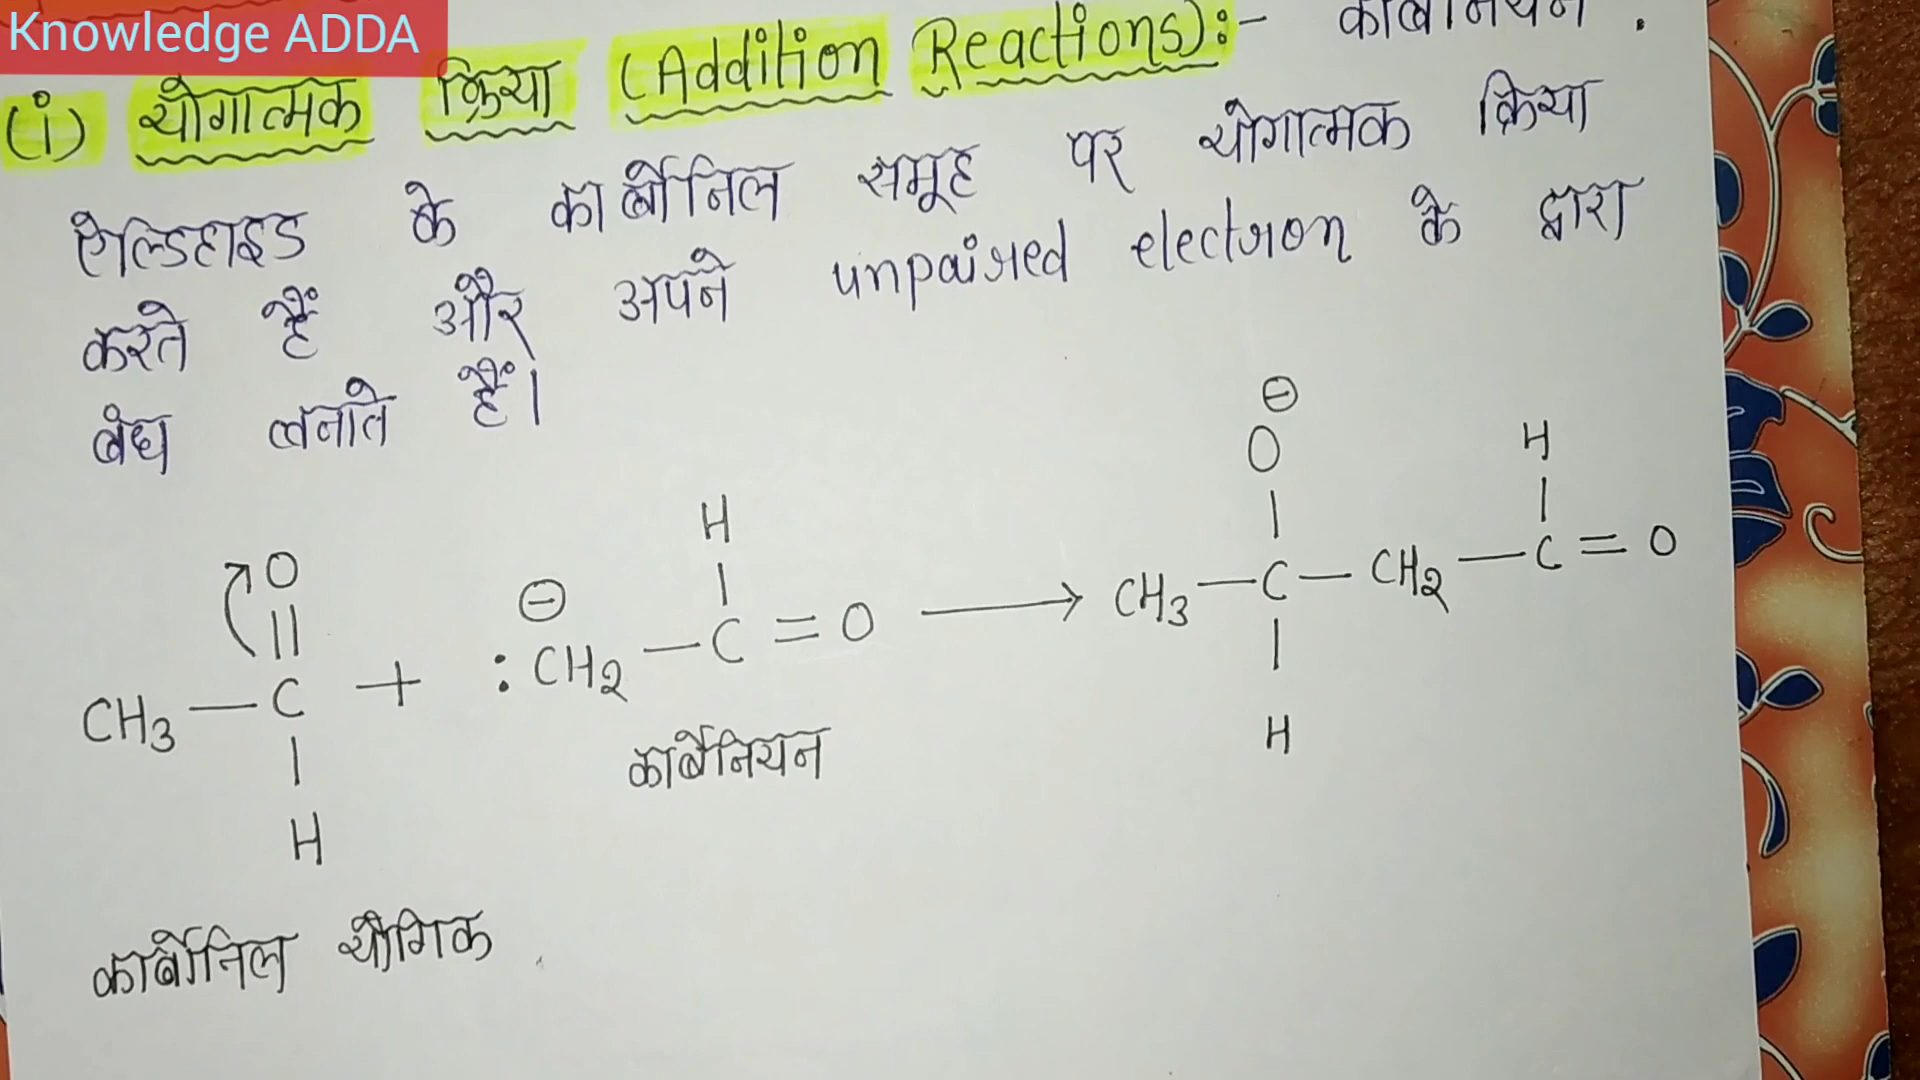 Knowledge ADDA
(i) योगात्मक क्रिया (Addition Reactions):- कार्बेनियन
ऐल्डिहाइड के कार्बोनिल समूह पर योगात्मक क्रिया
करते हैं और अपने unpaired electron के द्वारा
बंध बनाते हैं।
⊖
O H
H | |
O ⊖ | CH3 — C — CH2 — C = O
|| :CH2 — C = O ⟶ |
CH3 — C + कार्बेनियन H
|
H
कार्बोनिल यौगिक